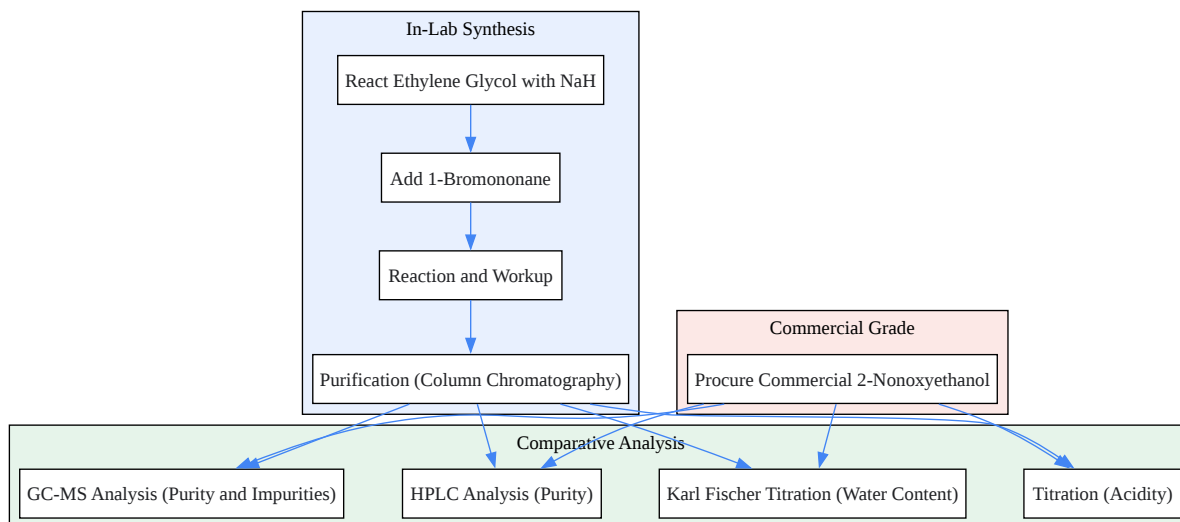 In-Lab Synthesis
React Ethylene Glycol with NaH
Add 1-Bromononane
Reaction and Workup
Commercial Grade
Purification (Column Chromatography)
Procure Commercial 2-Nonoxyethanol
Comparative Analysis
GC-MS Analysis (Purity and Impurities)
HPLC Analysis (Purity)
Karl Fischer Titration (Water Content)
Titration (Acidity)